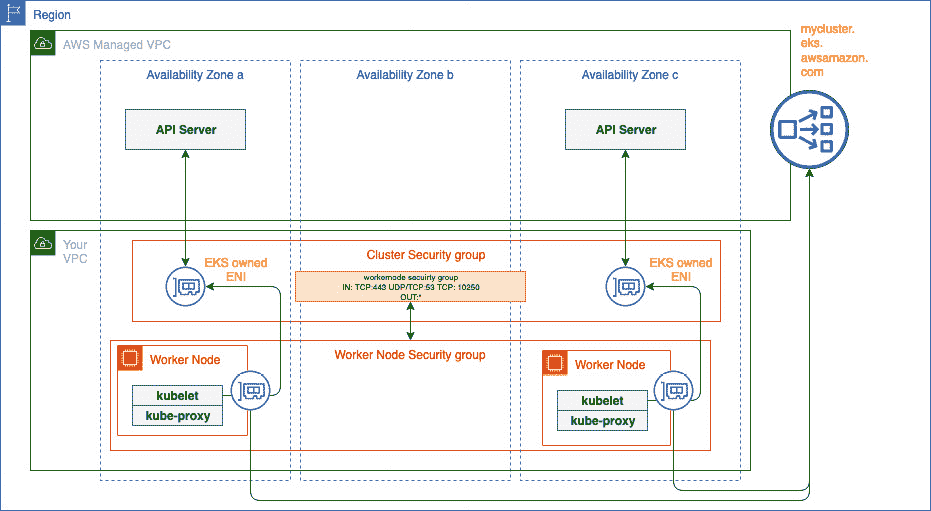 Region
AWS Managed VPC
mycluster.
eks.
awsamazon.
com
Availability Zone a
Availability Zone b
Availability Zone c
API Server
API Server
Your
VPC
Cluster Security group
EKS owned
ENI
EKS owned
ENI
workernode secuirty group
IN: TCP:443 UDP/TCP:53 TCP: 10250
OUT:*
Worker Node Security group
Worker Node
Worker Node
kubelet
kube-proxy
kubelet
kube-proxy